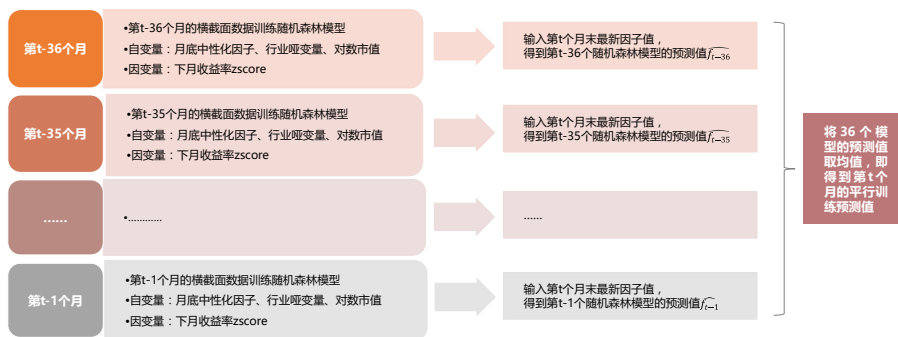 第t-36个月
•第t-36个月的横截面数据训练随机森林模型
•自变量：月底中性化因子、行业哑变量、对数市值
•因变量：下月收益率zscore
输入第t个月末最新因子值，
得到第t-36个随机森林模型的预测值f̂_{t−36}
第t-35个月
•第t-35个月的横截面数据训练随机森林模型
•自变量：月底中性化因子、行业哑变量、对数市值
•因变量：下月收益率zscore
输入第t个月末最新因子值，
得到第t-35个随机森林模型的预测值f̂_{t−35}
……
•…………
……
第t-1个月
•第t-1个月的横截面数据训练随机森林模型
•自变量：月底中性化因子、行业哑变量、对数市值
•因变量：下月收益率zscore
输入第t个月末最新因子值，
得到第t-1个随机森林模型的预测值f̂_{t−1}
将36个模
型的预测值
取均值，即
得到第t个
月的平行训
练预测值